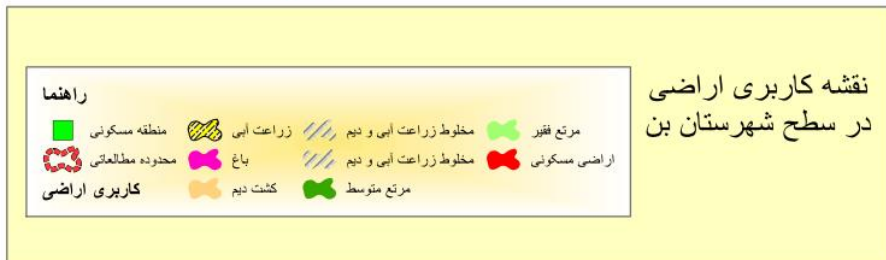 نقشه کاربری اراضی
در سطح شهرستان بن
راهنما
منطقه مسکونی
محدوده مطالعاتی
کاربری اراضی
زراعت آبی
باغ
کشت دیم
مخلوط زراعت آبی و دیم
مخلوط زراعت آبی و دیم
مرتع متوسط
مرتع فقیر
اراضی مسکونی